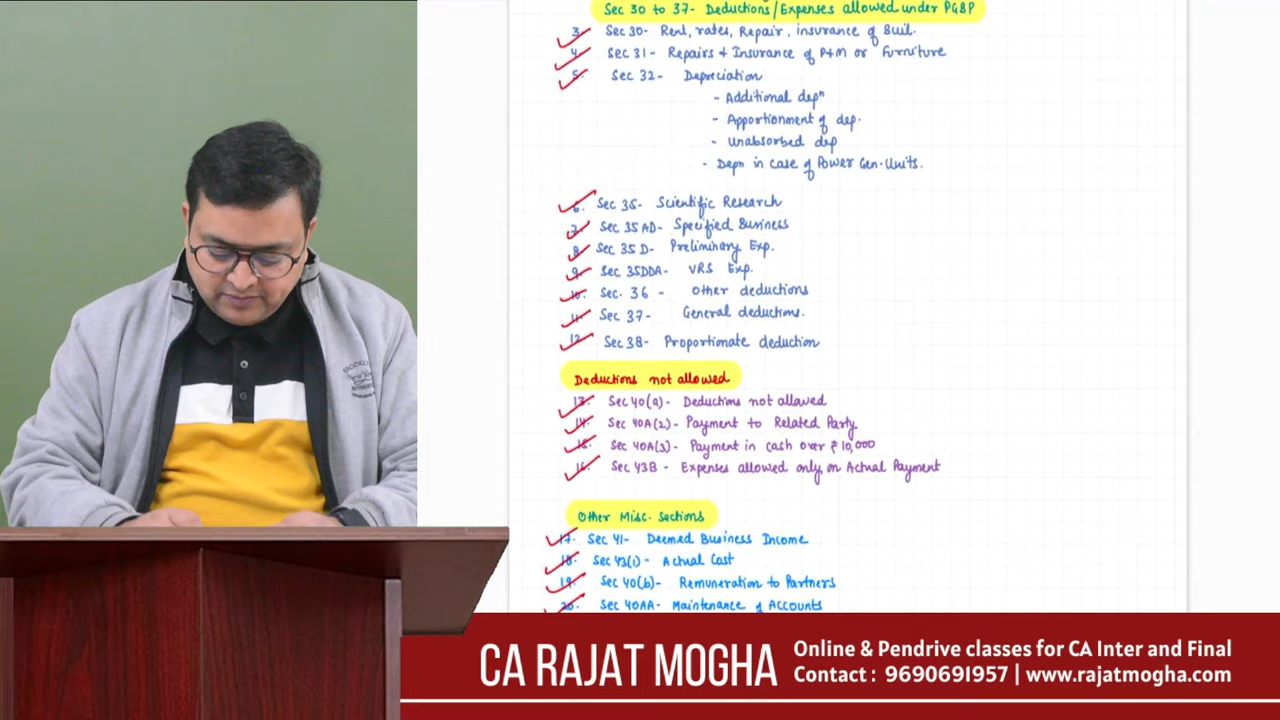 Sec 30 to 37- Deductions/Expenses allowed under PGBP
3. Sec 30- Rent, rates, Repair, insurance of Buil.
4. Sec 31- Repairs & Insurance of P+M or Furniture
5. Sec 32- Depreciation
- Additional depⁿ
- Apportionment of dep.
- Unabsorbed dep
- Depn in case of Power Gen. Units.
6. Sec 35- Scientific Research
7. Sec 35AD- Specified Business
8 Sec 35D- Preliminary Exp.
9. Sec 35DDA- VRS Exp.
10. Sec. 36 - Other deductions
11. Sec 37- General deductions.
12. Sec 38- Proportionate deduction
Deductions not allowed
13. Sec 40(a)- Deductions not allowed
14. Sec 40A(2)- Payment to Related Party
15. Sec 40A(3)- Payment in cash over ₹10,000
16. Sec 43B - Expenses allowed only on Actual Payment
Other Misc. Sections
17. Sec 41- Deemed Business Income
18. Sec 43(1)- Actual Cost
19. Sec 40(b)- Remuneration to Partners
20. Sec 40AA- Maintenance of Accounts
CA RAJAT MOGHA
Online & Pendrive classes for CA Inter and Final
Contact : 9690691957 | www.rajatmogha.com